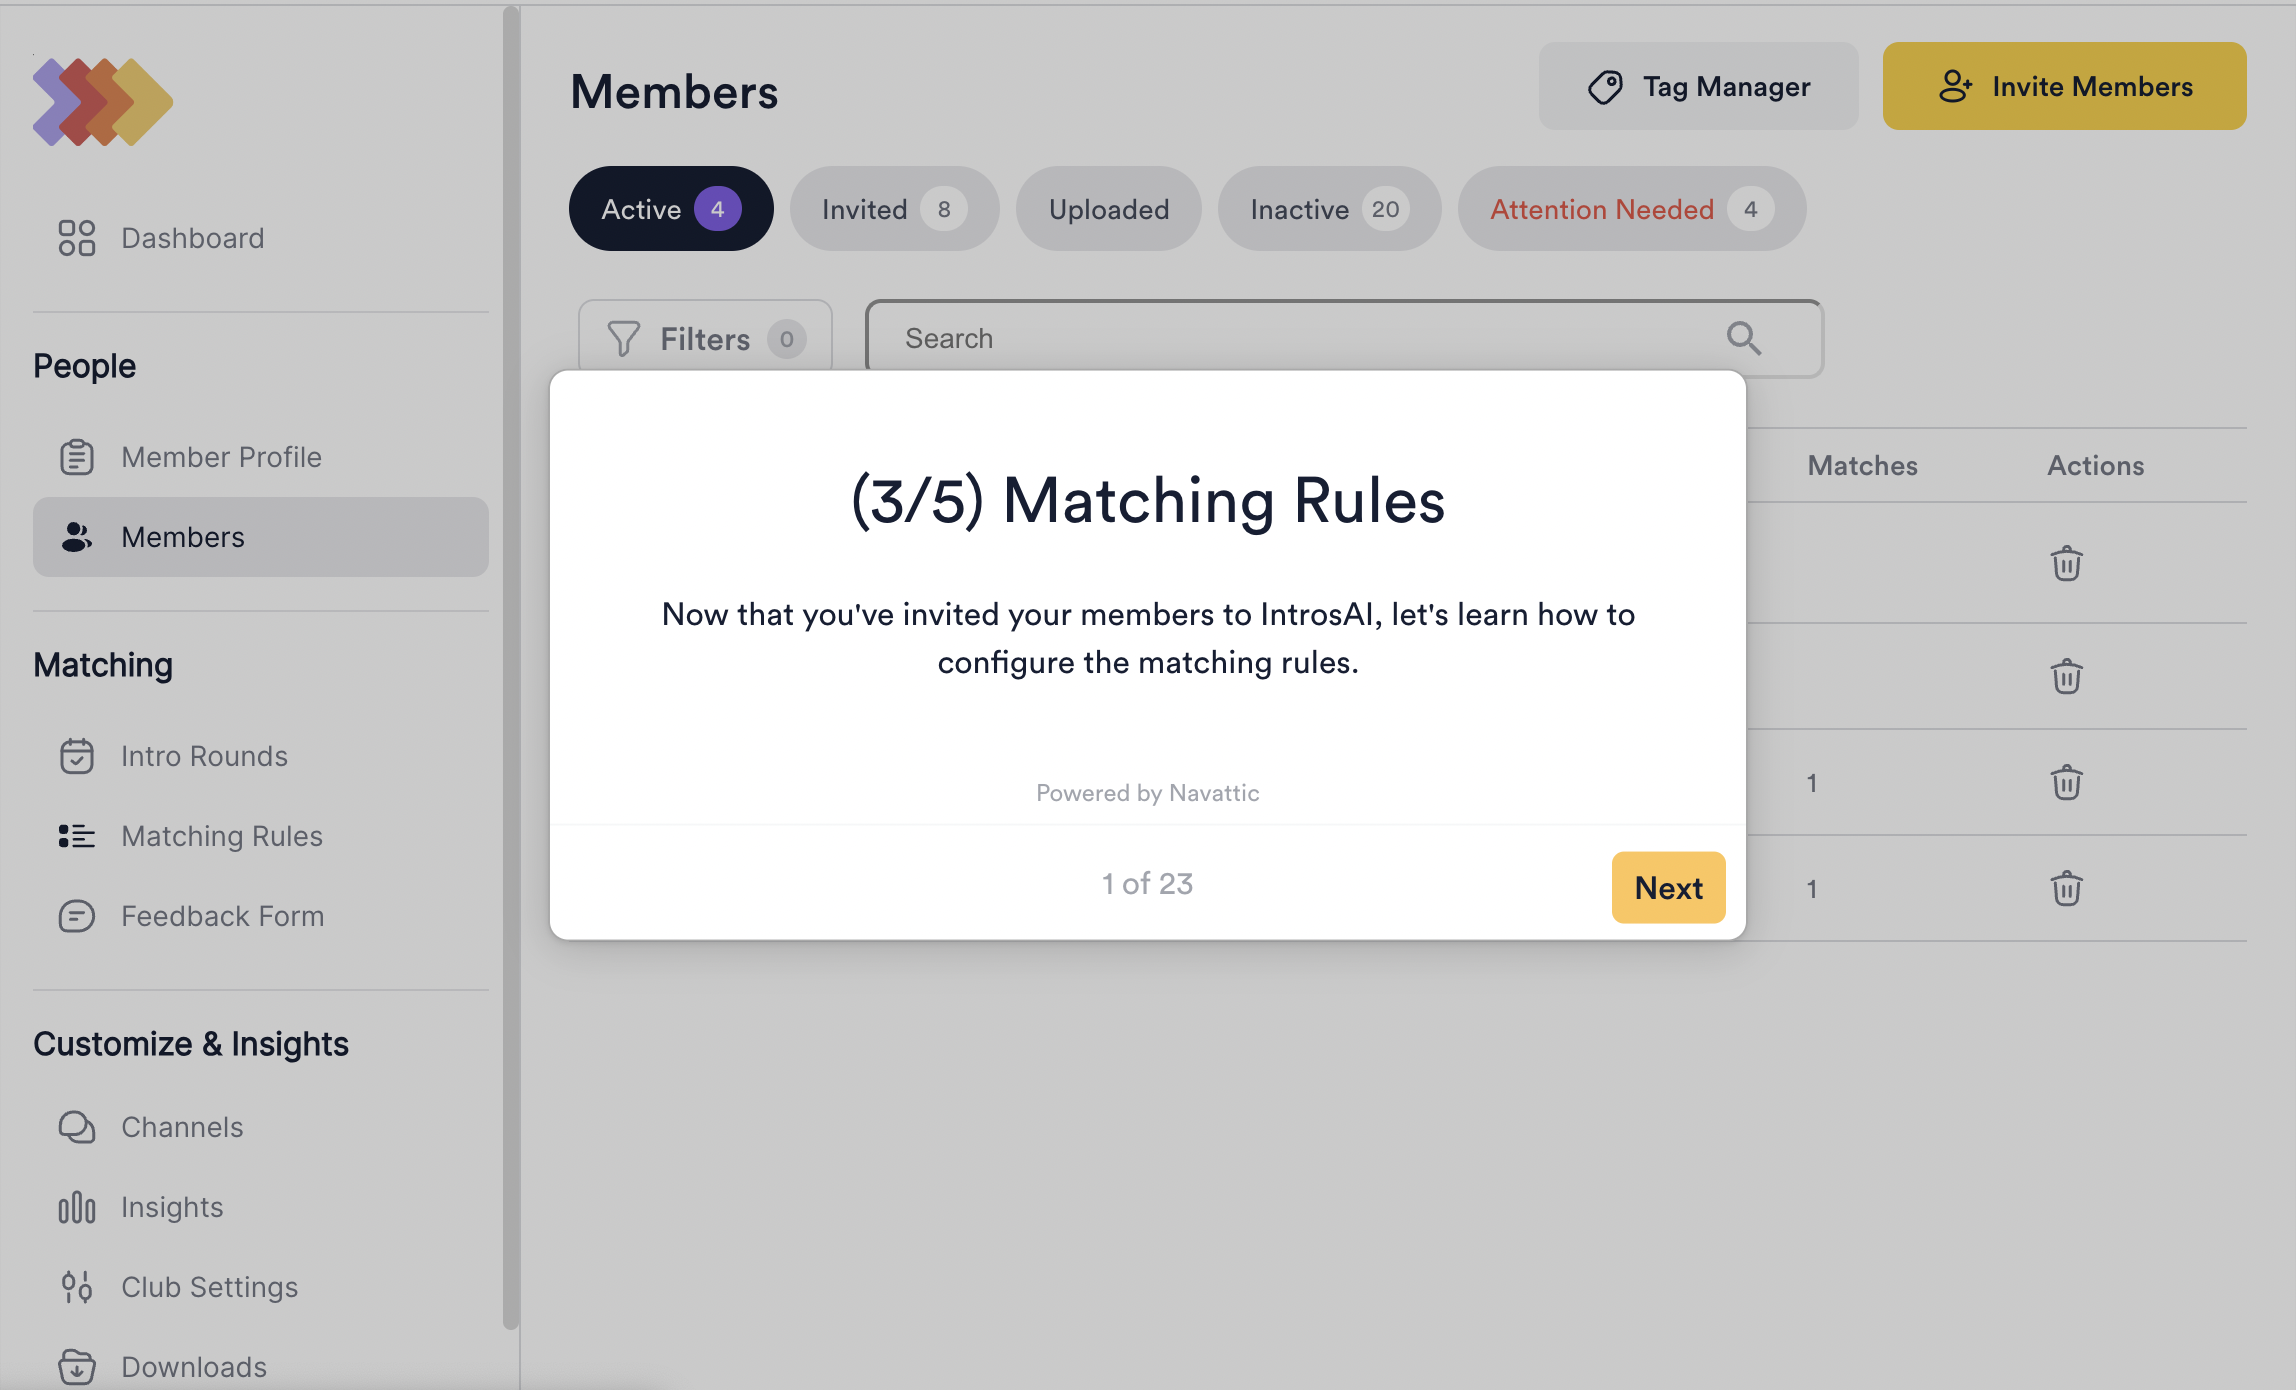 Dashboard
People
Member Profile
Members
Matching
Intro Rounds
Matching Rules
Feedback Form
Customize & Insights
Channels
Insights
Club Settings
Downloads
Members
Tag Manager
Invite Members
Active 4
Invited 8
Uploaded
Inactive 20
Attention Needed 4
Filters 0
Search
Matches
Actions
1
1
(3/5) Matching Rules
Now that you've invited your members to IntrosAI, let's learn how to
configure the matching rules.
Powered by Navattic
1 of 23
Next